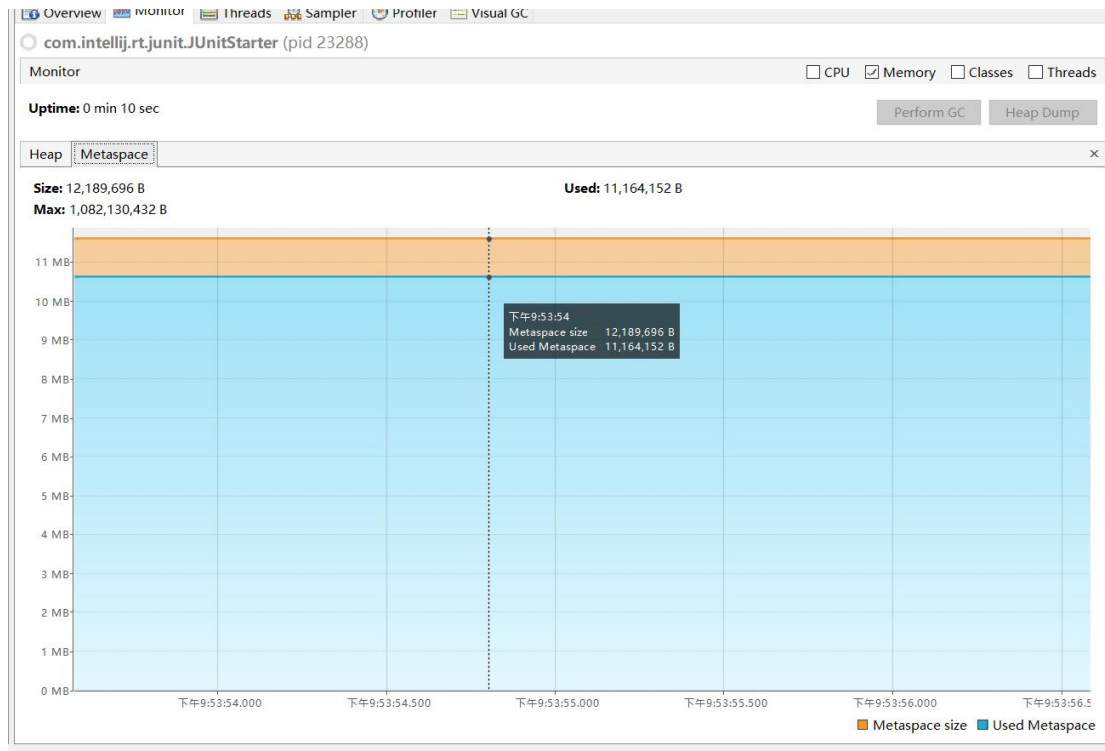 Overview Monitor Threads Sampler Profiler Visual GC
com.intellij.rt.junit.JUnitStarter (pid 23288)
Monitor CPU Memory Classes Threads
Uptime: 0 min 10 sec Perform GC Heap Dump
Heap Metaspace
Size: 12,189,696 B Used: 11,164,152 B
Max: 1,082,130,432 B
11 MB
10 MB
下午9:53:54
Metaspace size 12,189,696 B
Used Metaspace 11,164,152 B
9 MB
8 MB
7 MB
6 MB
5 MB
4 MB
3 MB
2 MB
1 MB
0 MB
下午9:53:54.000 下午9:53:54.500 下午9:53:55.000 下午9:53:55.500 下午9:53:56.000 下午9:53:56.5
Metaspace size Used Metaspace